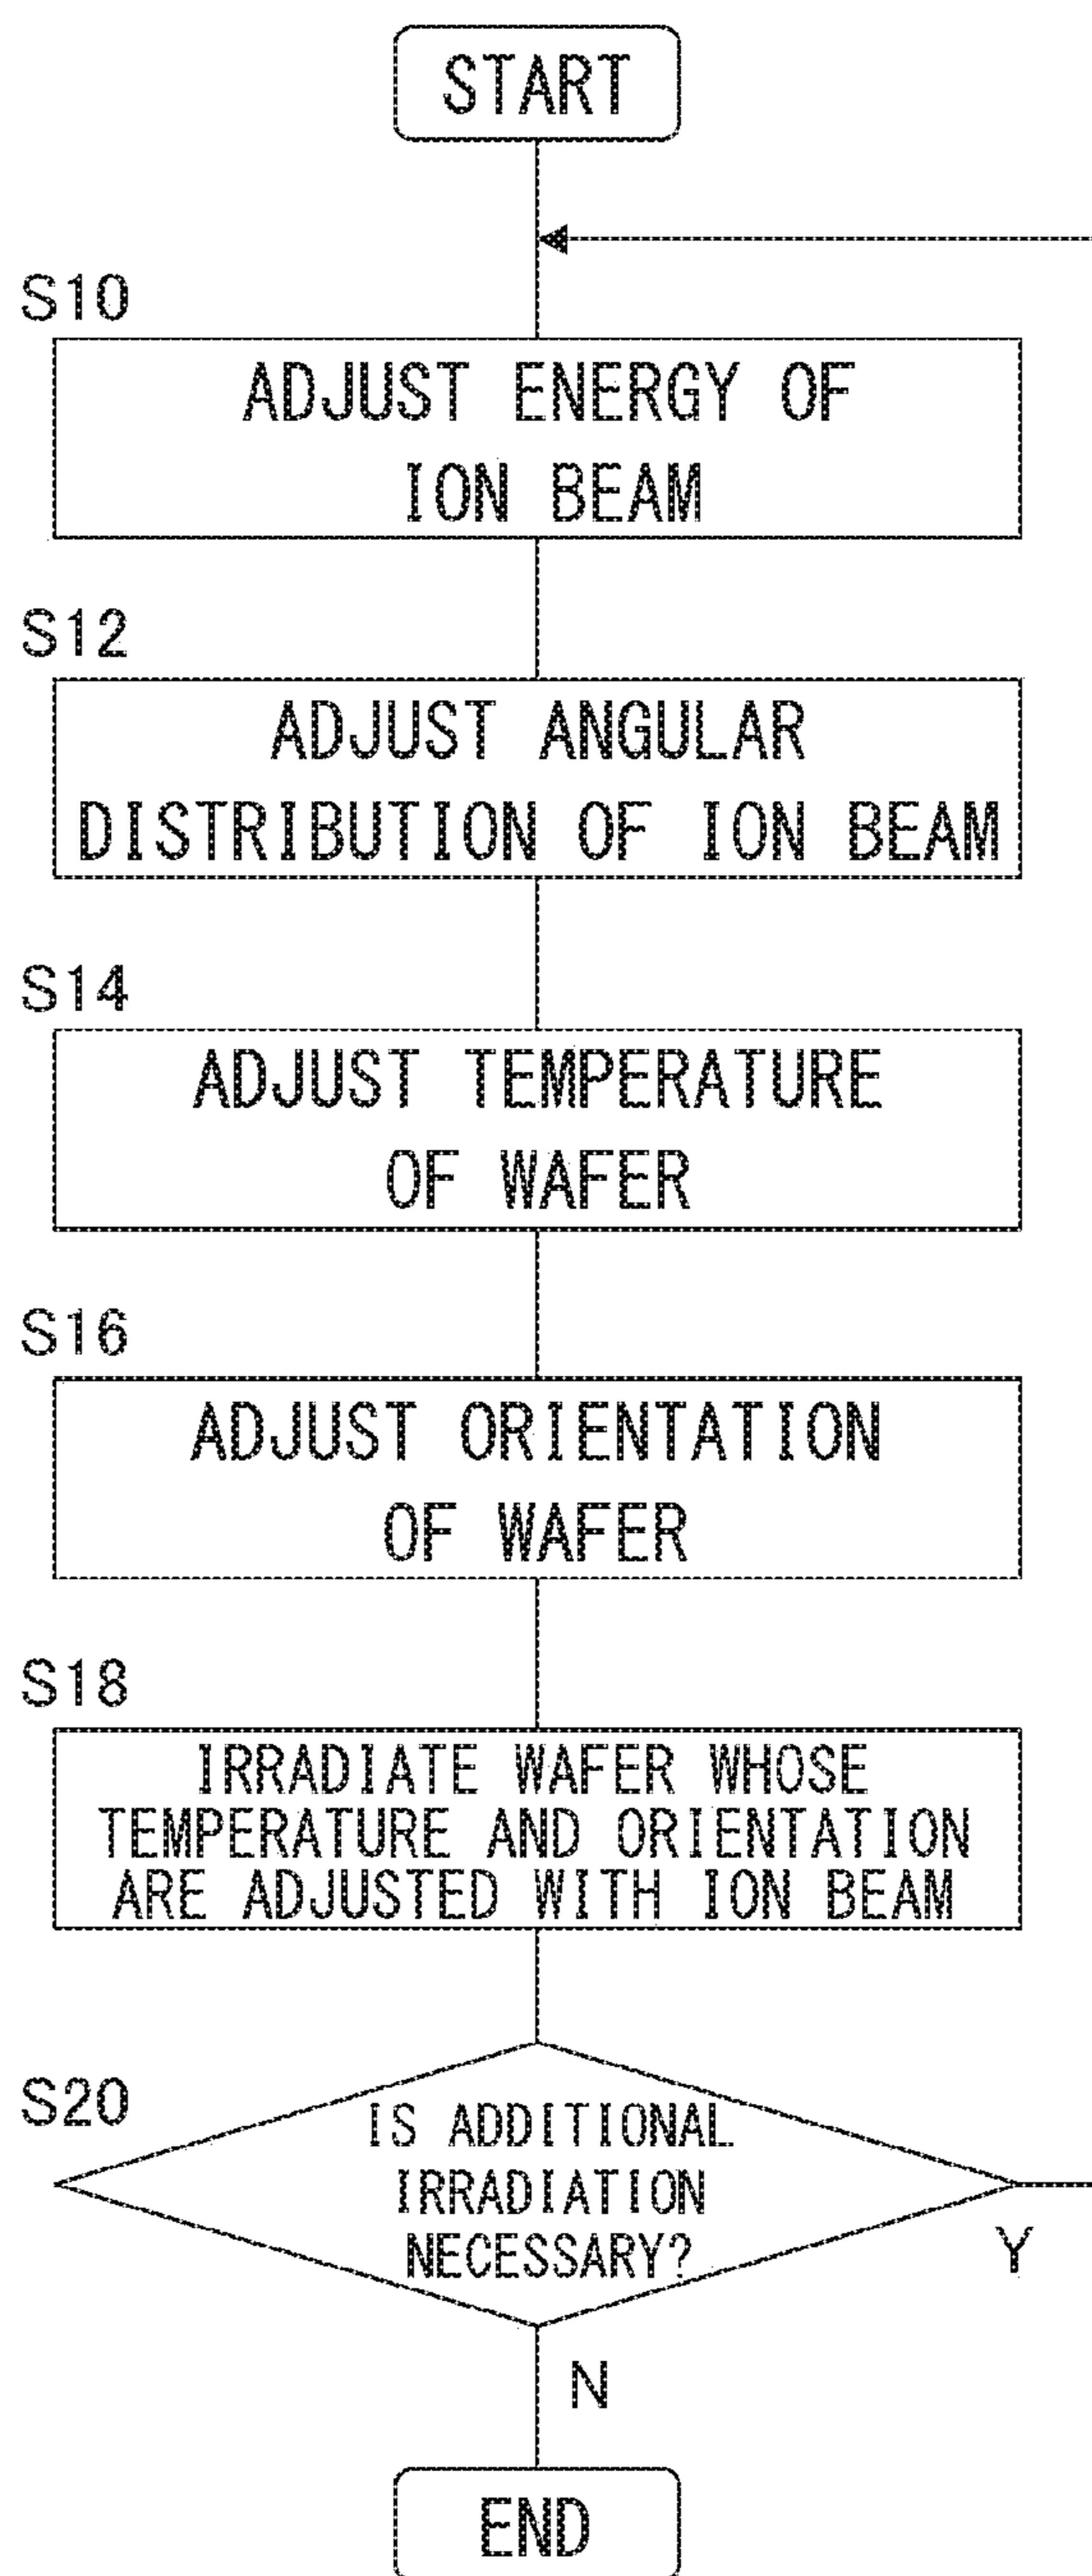 START
S10
ADJUST ENERGY OF
ION BEAM
S12
ADJUST ANGULAR
DISTRIBUTION OF ION BEAM
S14
ADJUST TEMPERATURE
OF WAFER
S16
ADJUST ORIENTATION
OF WAFER
S18
IRRADIATE WAFER WHOSE
TEMPERATURE AND ORIENTATION
ARE ADJUSTED WITH ION BEAM
S20
IS ADDITIONAL
IRRADIATION
NECESSARY?
Y
N
END